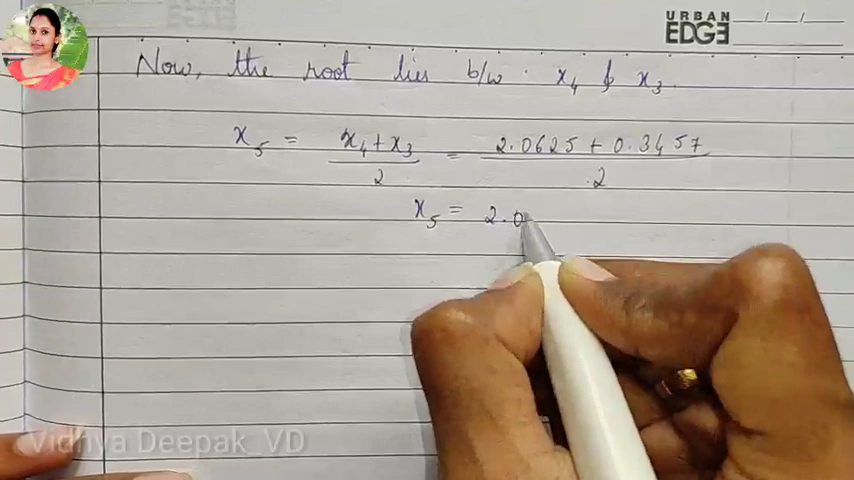 URBAN
EDGE
Now, the root lies b/w. x₄ & x₃.
x₅ = x₄+x₃ / 2 = 2.0625 + 0.3457 / 2
x₅ = 2.0
Vidhya Deepak_VD